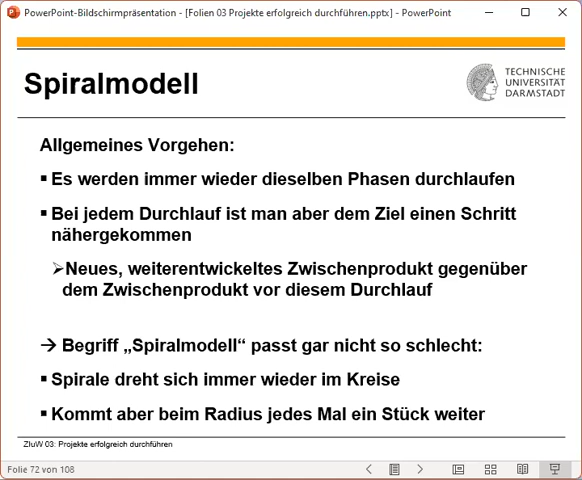 PowerPoint-Bildschirmpräsentation - [Folien 03 Projekte erfolgreich durchführen.pptx] - PowerPoint
Spiralmodell
TECHNISCHE
UNIVERSITÄT
DARMSTADT
Allgemeines Vorgehen:
▪ Es werden immer wieder dieselben Phasen durchlaufen
▪ Bei jedem Durchlauf ist man aber dem Ziel einen Schritt
nähergekommen
➢Neues, weiterentwickeltes Zwischenprodukt gegenüber
dem Zwischenprodukt vor diesem Durchlauf
→ Begriff „Spiralmodell“ passt gar nicht so schlecht:
▪ Spirale dreht sich immer wieder im Kreise
▪ Kommt aber beim Radius jedes Mal ein Stück weiter
ZIuW 03: Projekte erfolgreich durchführen
Folie 72 von 108